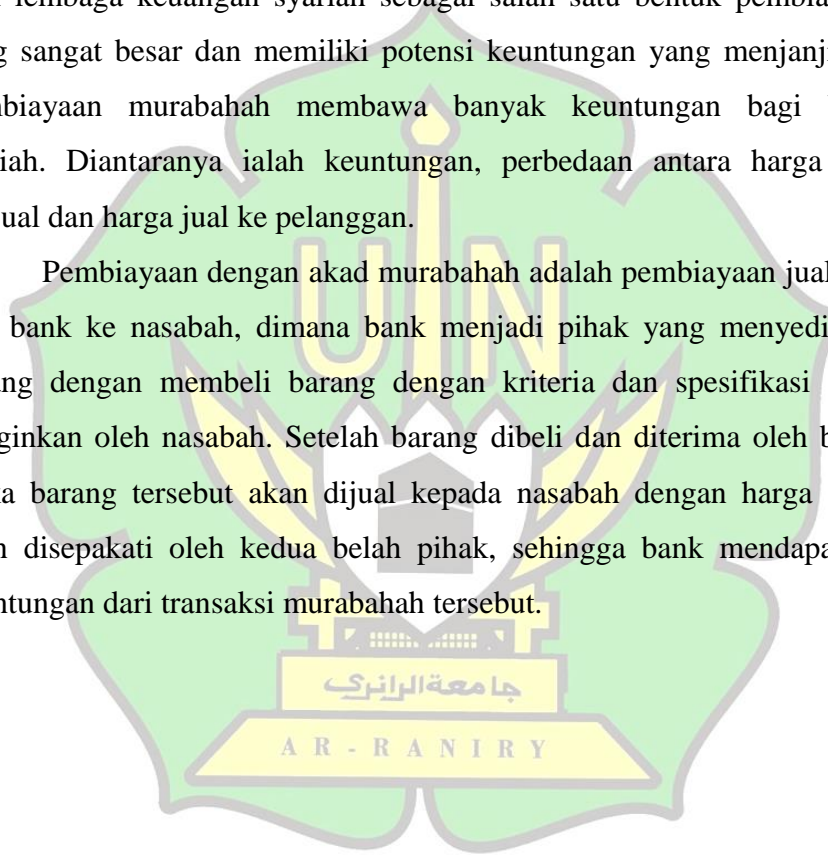 lembaga keuangan syariah sebagai salah satu bentuk pembia
g sangat besar dan memiliki potensi keuntungan yang menjanji
biayaan murabahah membawa banyak keuntungan bagi
iah. Diantaranya ialah keuntungan, perbedaan antara harga
ual dan harga jual ke pelanggan.
Pembiayaan dengan akad murabahah adalah pembiayaan jual
bank ke nasabah, dimana bank menjadi pihak yang menyedi
ang dengan membeli barang dengan kriteria dan spesifikasi
ginkan oleh nasabah. Setelah barang dibeli dan diterima oleh b
ka barang tersebut akan dijual kepada nasabah dengan harga
h disepakati oleh kedua belah pihak, sehingga bank mendapa
ntungan dari transaksi murabahah tersebut.
UIN
جامعة الرانري
AR-RANIRY